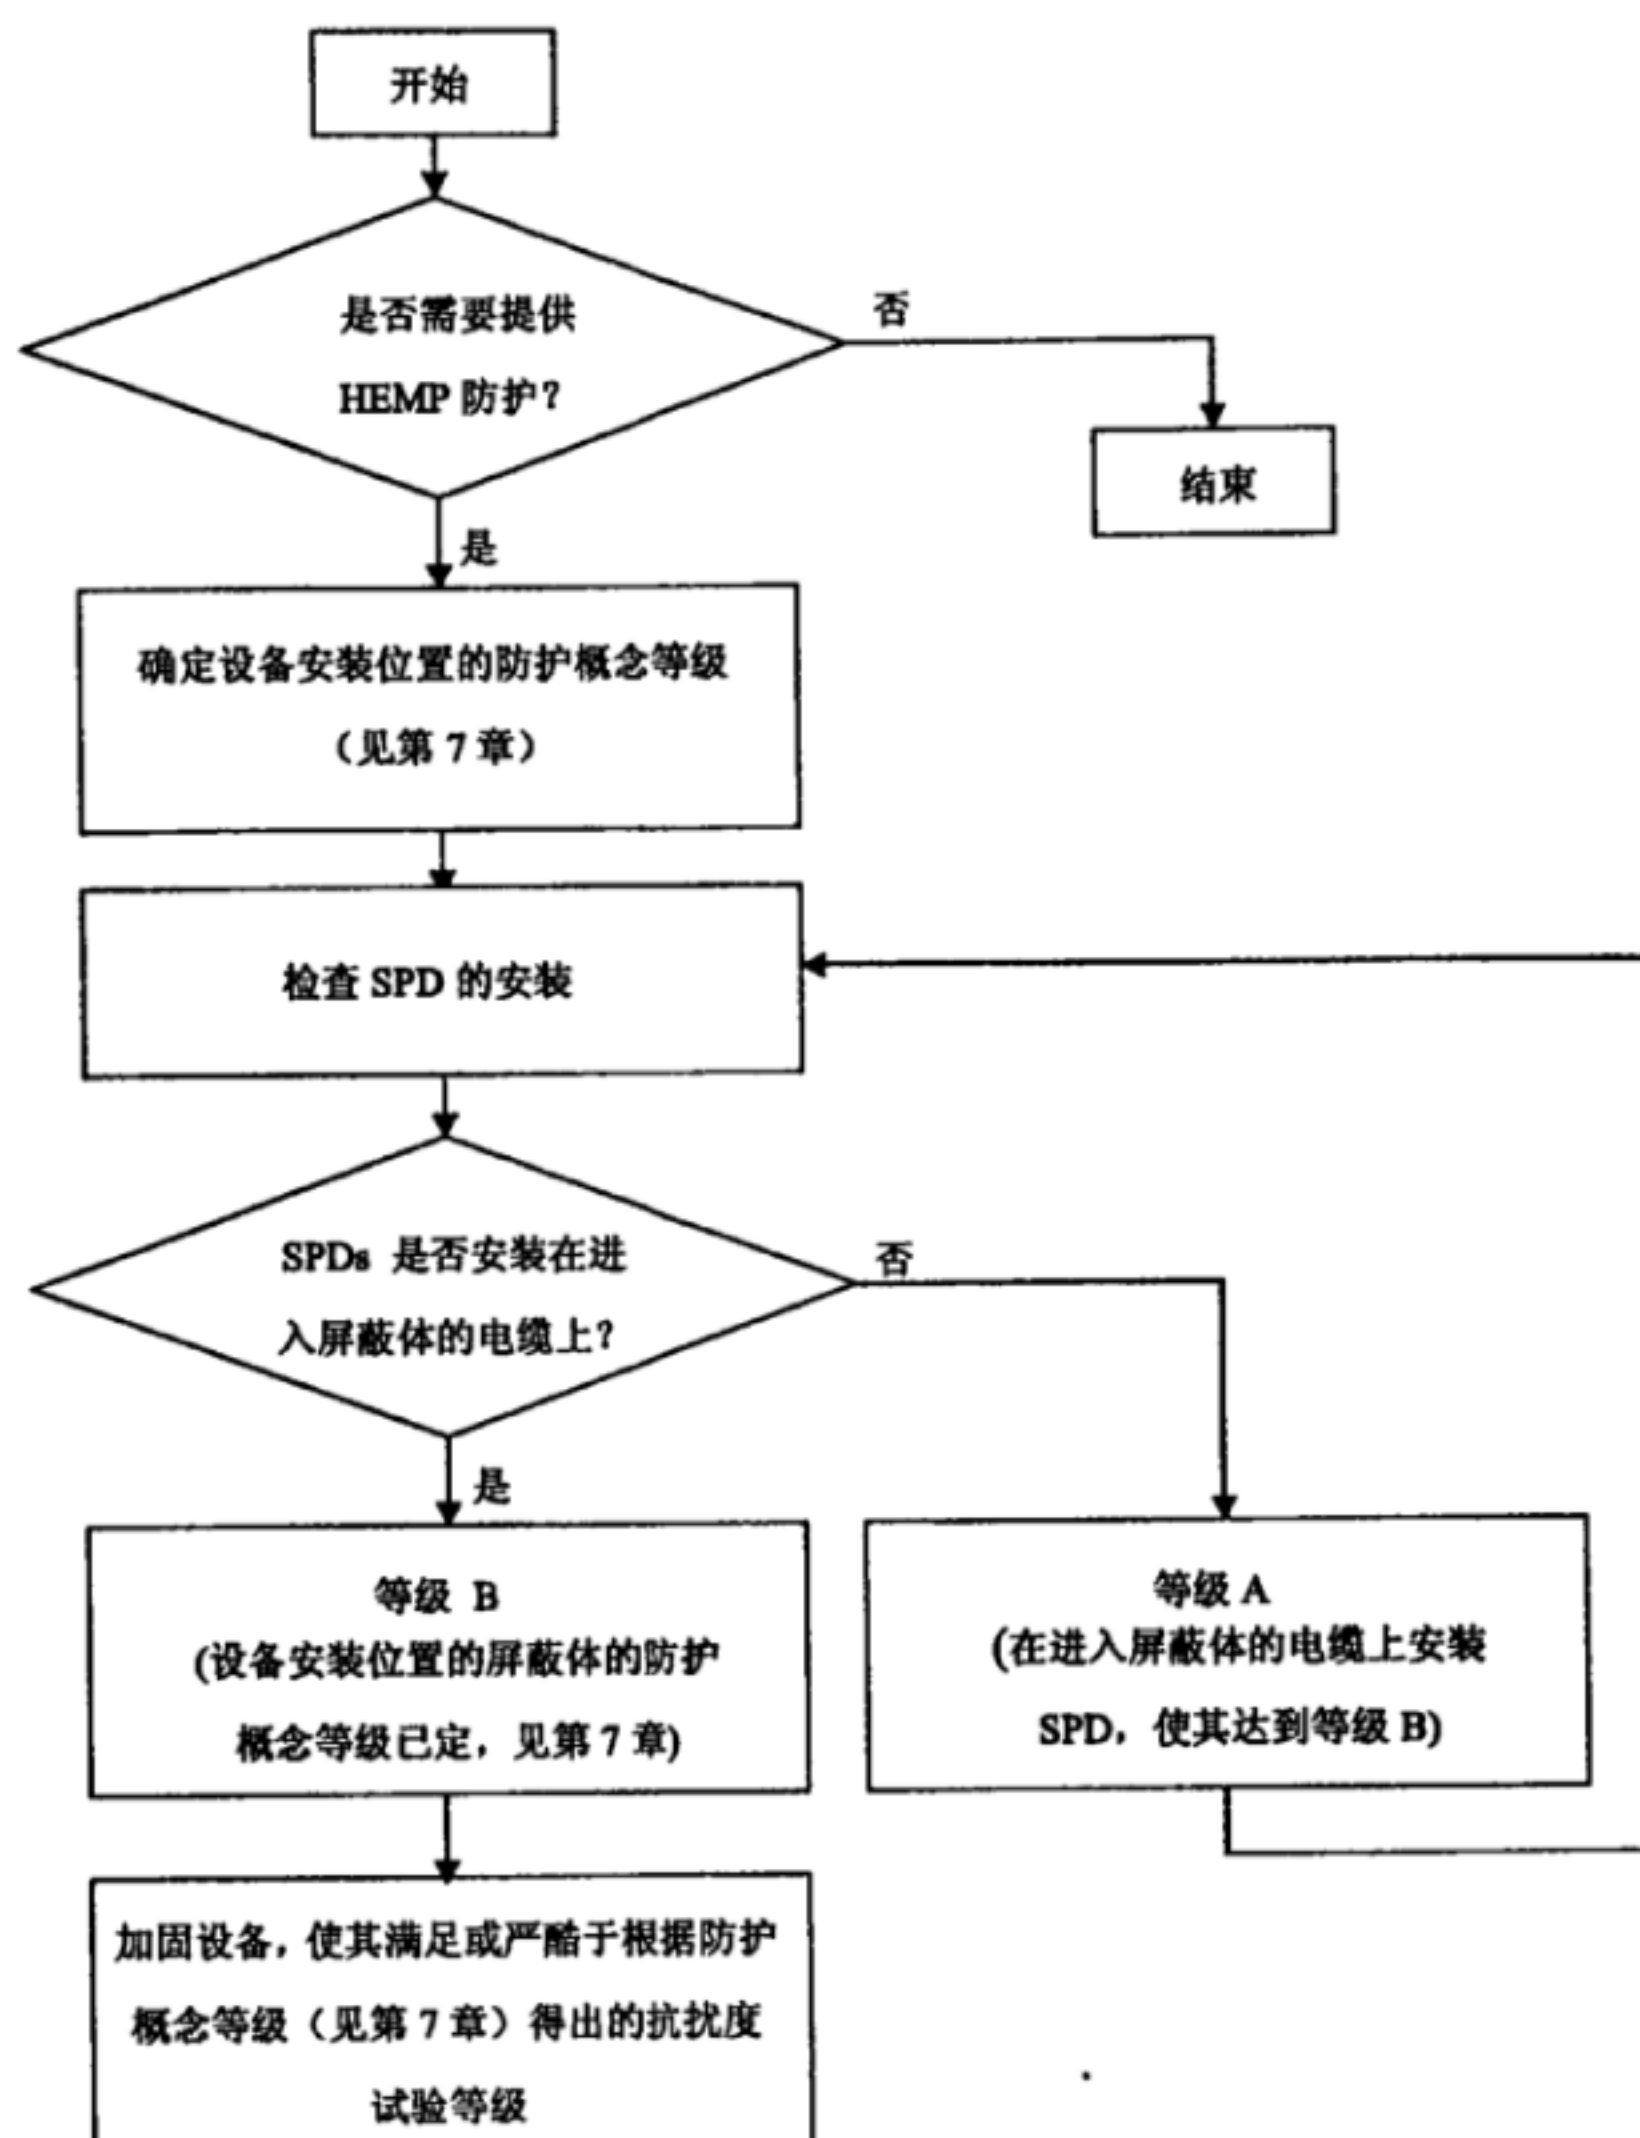 开始
是否需要提供
HEMP 防护？
否
结束
是
确定设备安装位置的防护概念等级
（见第 7 章）
检查 SPD 的安装
SPDs 是否安装在进
入屏蔽体的电缆上？
否
是
等级 B
(设备安装位置的屏蔽体的防护
概念等级已定，见第 7 章)
等级 A
(在进入屏蔽体的电缆上安装
SPD，使其达到等级 B)
加固设备，使其满足或严酷于根据防护
概念等级（见第 7 章）得出的抗扰度
试验等级